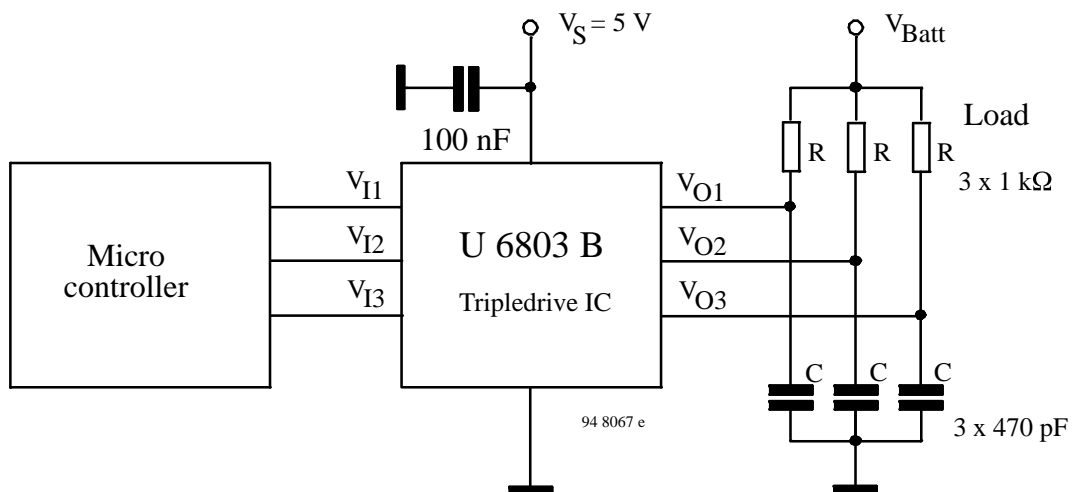 V_S = 5 V
V_Batt
100 nF
Load
R
R
R
3 x 1 kΩ
V_I1
V_O1
Micro
controller
V_I2
U 6803 B
V_O2
V_I3
Tripledrive IC
V_O3
C
C
C
94 8067 e
3 x 470 pF